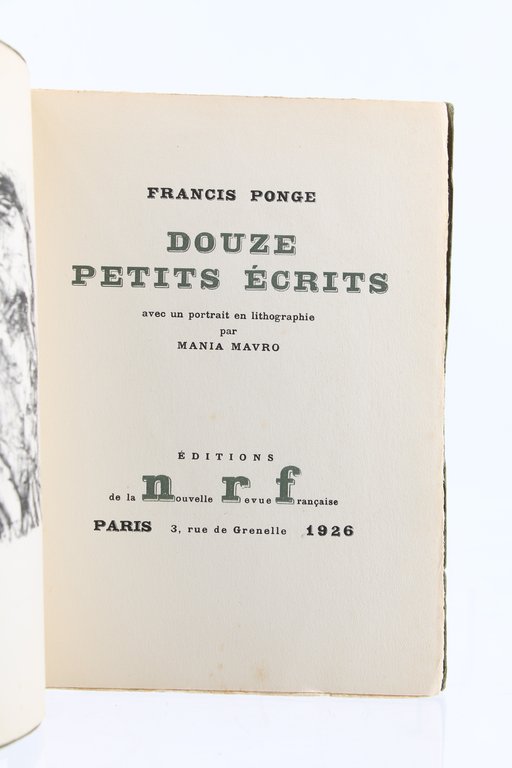 FRANCIS PONGE
DOUZE
PETITS ÉCRITS
avec un portrait en lithographie
par
MANIA MAVRO
ÉDITIONS
de la nouvelle revue française
PARIS 3, rue de Grenelle 1926